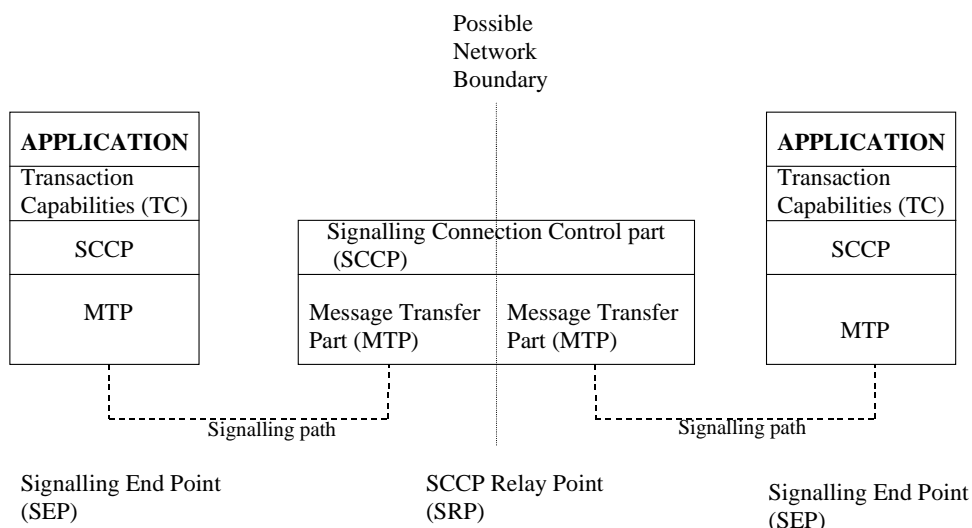 Possible
Network
Boundary
APPLICATION
Transaction
Capabilities (TC)
SCCP
MTP
Signalling Connection Control part
(SCCP)
Message Transfer
Part (MTP)
Message Transfer
Part (MTP)
APPLICATION
Transaction
Capabilities (TC)
SCCP
MTP
Signalling path
Signalling path
Signalling End Point
(SEP)
SCCP Relay Point
(SRP)
Signalling End Point
(SEP)